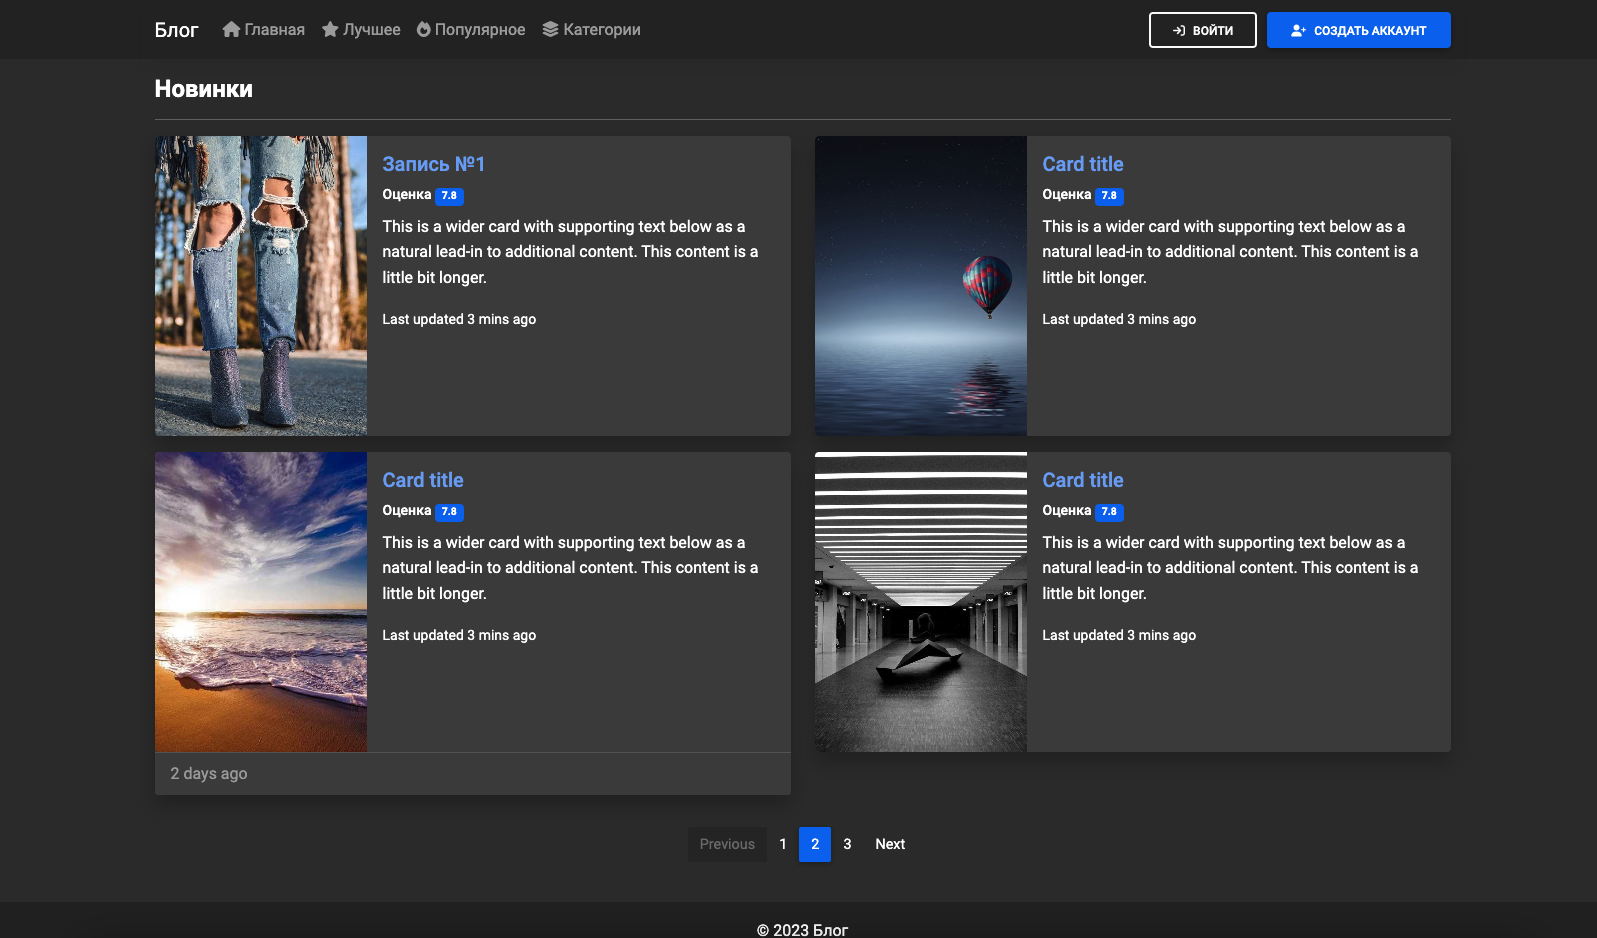 Блог Главная Лучшее Популярное Категории ВОЙТИ СОЗДАТЬ АККАУНТ
Новинки
Запись №1
Оценка 7.8
This is a wider card with supporting text below as a
natural lead-in to additional content. This content is a
little bit longer.
Last updated 3 mins ago
Card title
Оценка 7.8
This is a wider card with supporting text below as a
natural lead-in to additional content. This content is a
little bit longer.
Last updated 3 mins ago
Card title
Оценка 7.8
This is a wider card with supporting text below as a
natural lead-in to additional content. This content is a
little bit longer.
Last updated 3 mins ago
2 days ago
Card title
Оценка 7.8
This is a wider card with supporting text below as a
natural lead-in to additional content. This content is a
little bit longer.
Last updated 3 mins ago
Previous 1 2 3 Next
© 2023 Блог